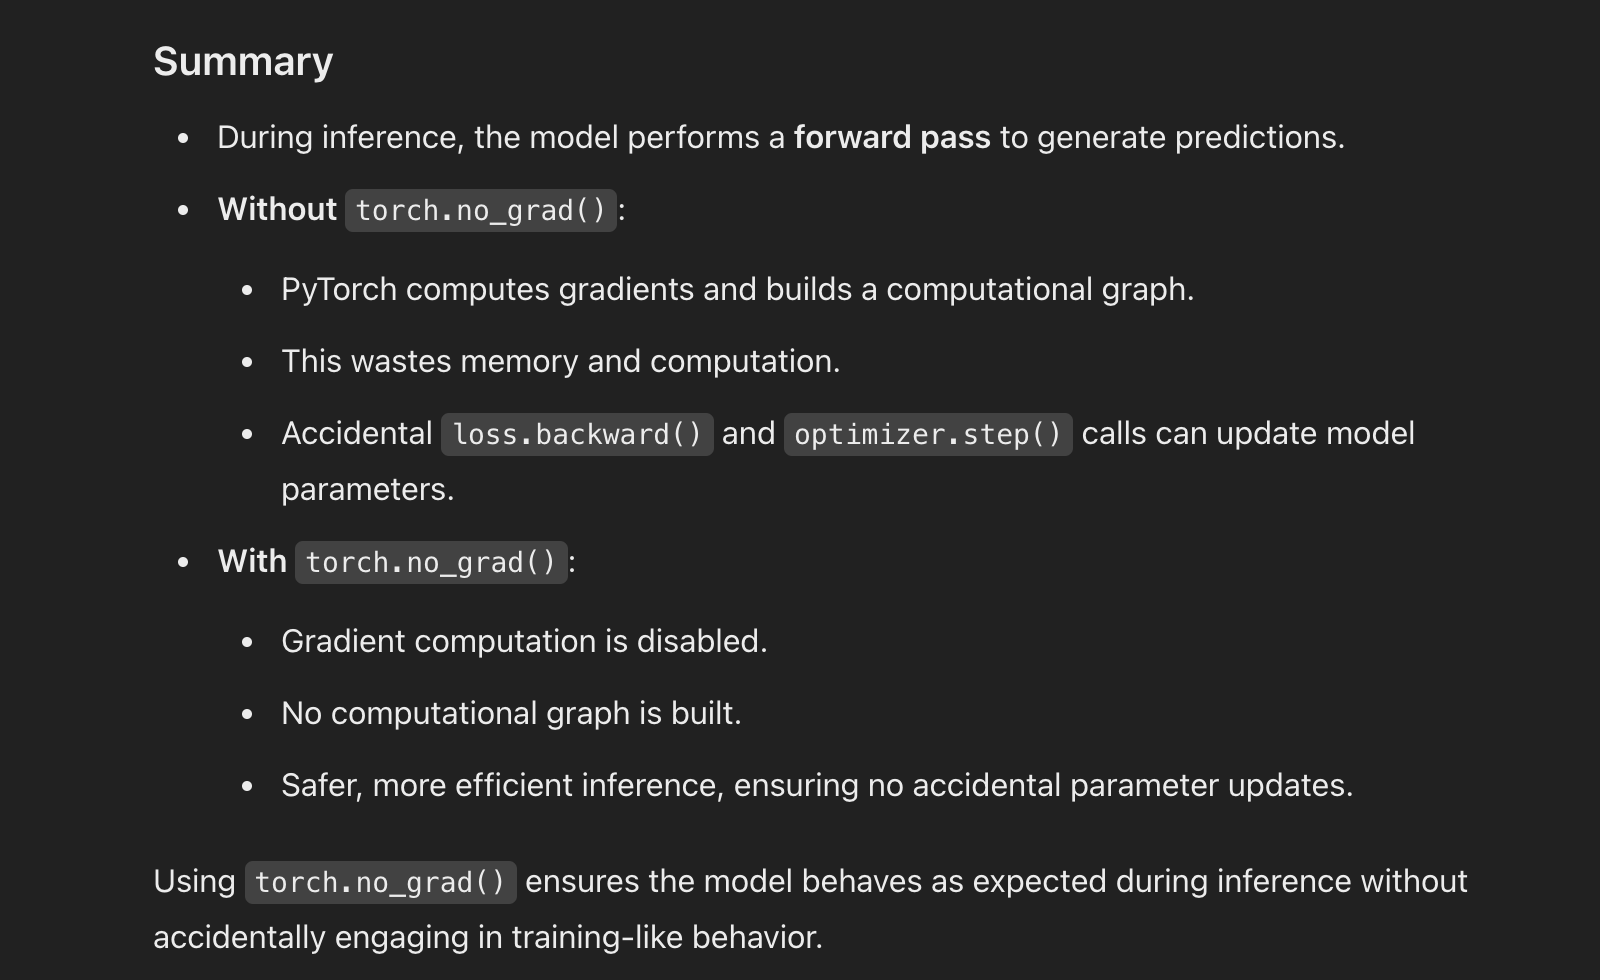 Summary
During inference, the model performs a forward pass to generate predictions.
Without torch.no_grad():
PyTorch computes gradients and builds a computational graph.
This wastes memory and computation.
Accidental loss.backward() and optimizer.step() calls can update model
parameters.
With torch.no_grad():
Gradient computation is disabled.
No computational graph is built.
Safer, more efficient inference, ensuring no accidental parameter updates.
Using torch.no_grad() ensures the model behaves as expected during inference without
accidentally engaging in training-like behavior.